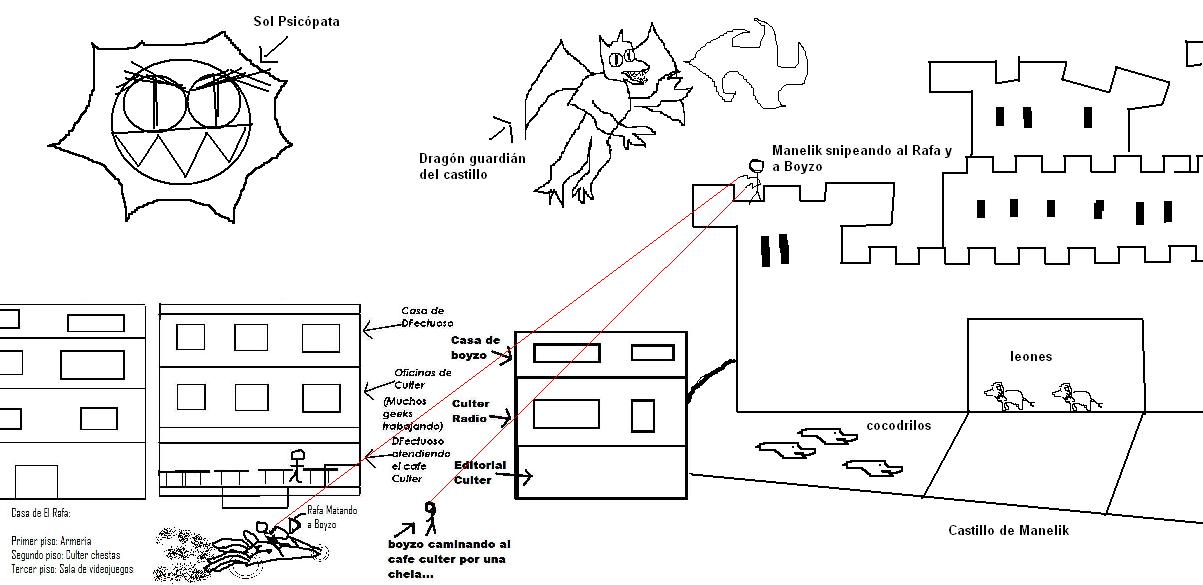 Sol Psicópata
Dragón guardián
del castillo
Manelik snipeando al Rafa y
a Boyzo
Casa de
DFectuoso
Oficinas de
Culter
(Muchos
geeks
trabajando)
DFectuoso
atendiendo
el cafe
Culter
Casa de
boyzo
Culter
Radio
Editorial
Culter
leones
cocodrilos
Castillo de Manelik
Casa de El Rafa:
Primer piso: Armeria
Segundo piso: Culter chestas
Tercer piso: Sala de videojuegos
Rafa Matando
a Boyzo
boyzo caminando al
cafe culter por una
chela...